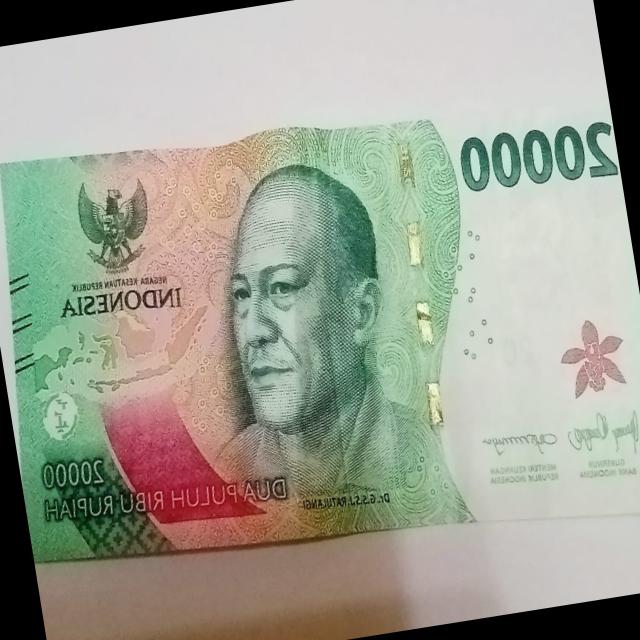 20000
NEGARA KESATUAN REPUBLIK
INDONESIA
20000
DUA PULUH RIBU RUPIAH
Dr. G.S.S.J. RATULANGI
GUBERNUR
BANK INDONESIA
MENTERI KEUANGAN
REPUBLIK INDONESIA